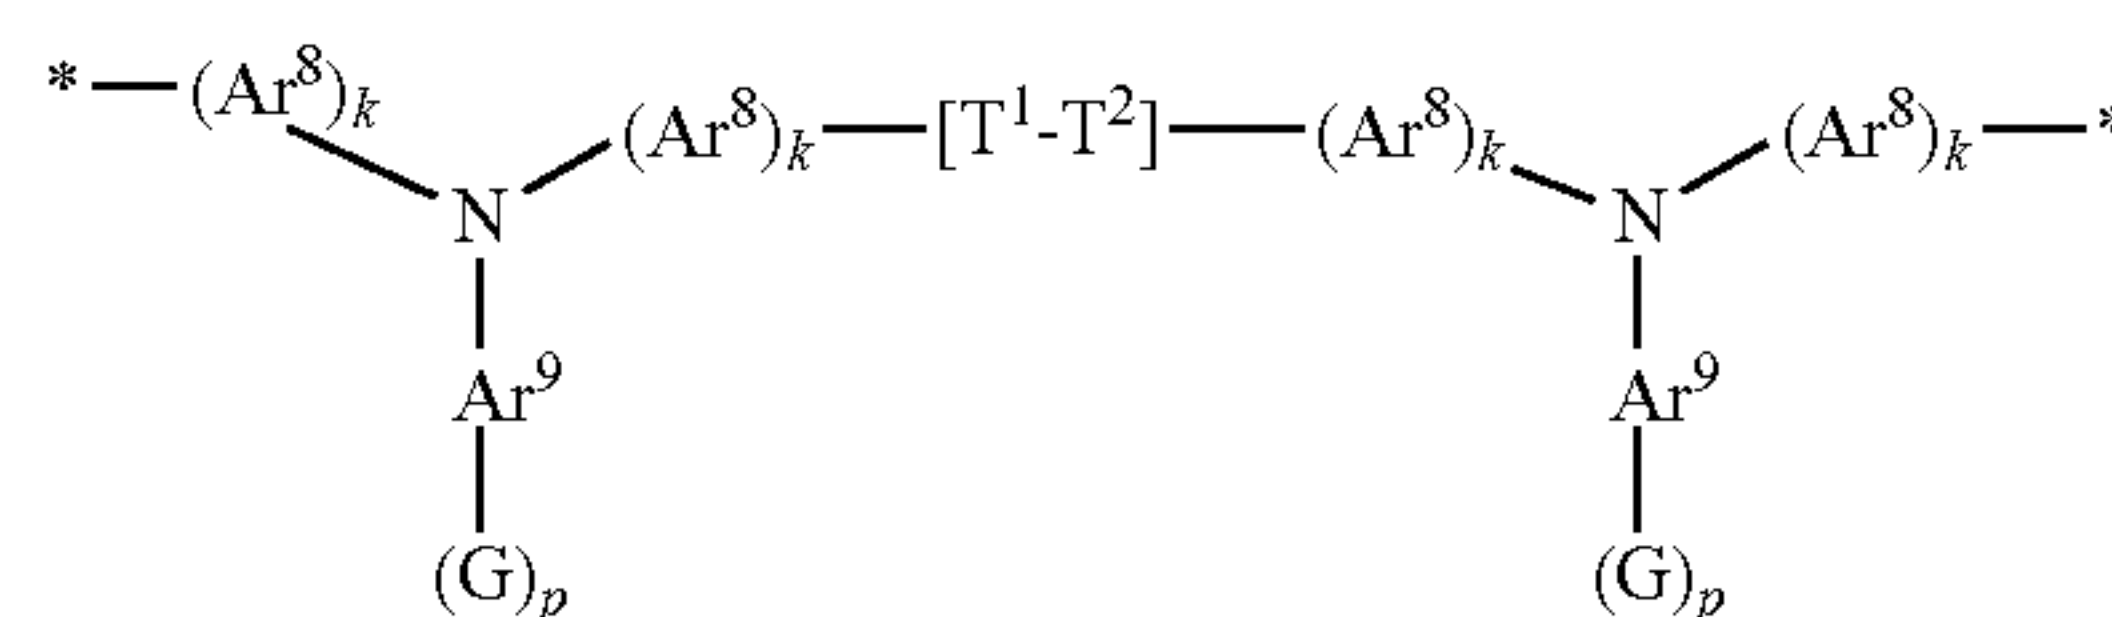 * (Ar⁸)ₖ (Ar⁸)ₖ [T¹-T²] (Ar⁸)ₖ (Ar⁸)ₖ *
N N
Ar⁹ Ar⁹
(G)ₚ (G)ₚ